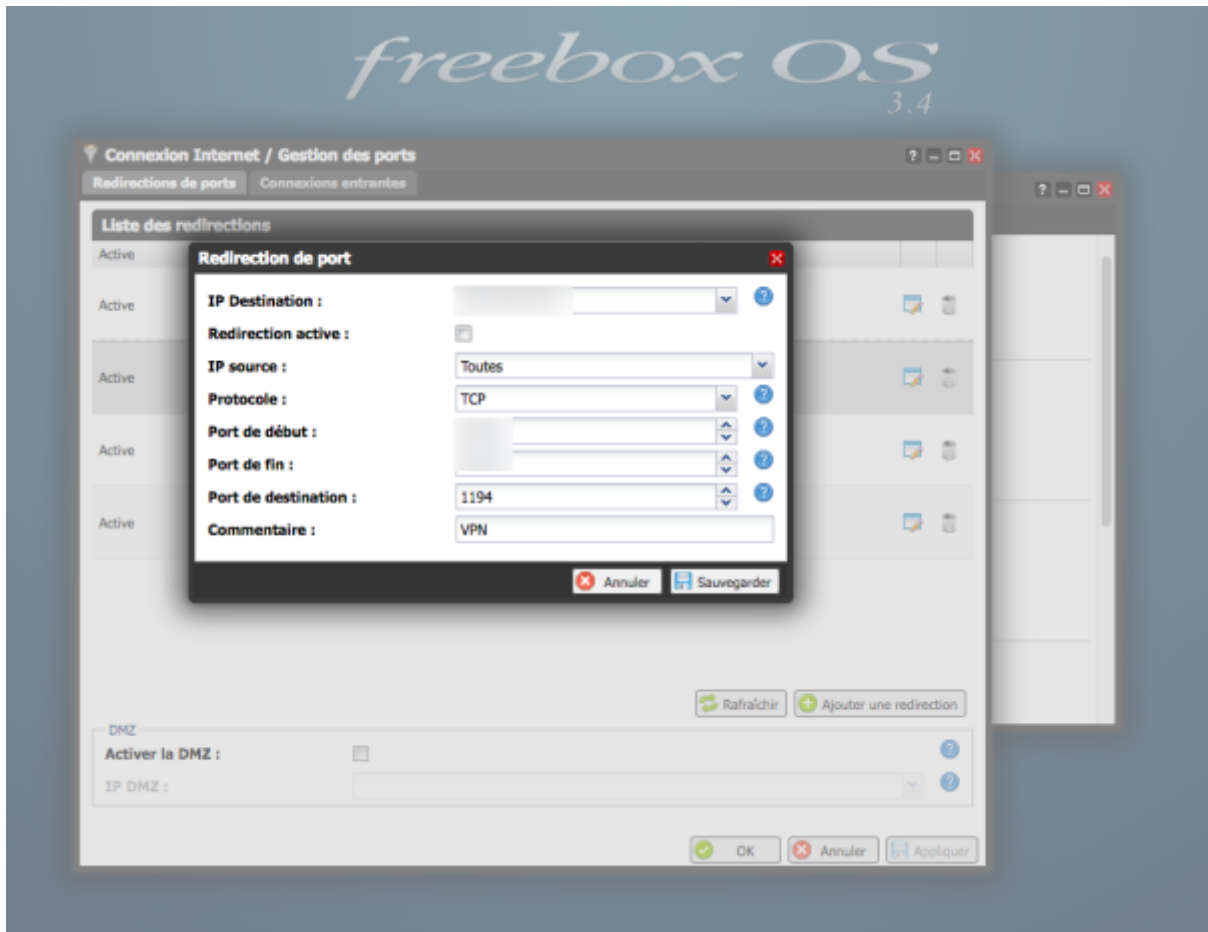 freebox OS
3.4
Connexion Internet / Gestion des ports
Redirections de ports Connexions entrantes
Liste des redirections
Active
Active
Active
Active
Active
Redirection de port
IP Destination :
Redirection active :
IP source : Toutes
Protocole : TCP
Port de début :
Port de fin :
Port de destination : 1194
Commentaire : VPN
Annuler Sauvegarder
Rafraîchir Ajouter une redirection
DMZ
Activer la DMZ :
IP DMZ :
OK Annuler Appliquer